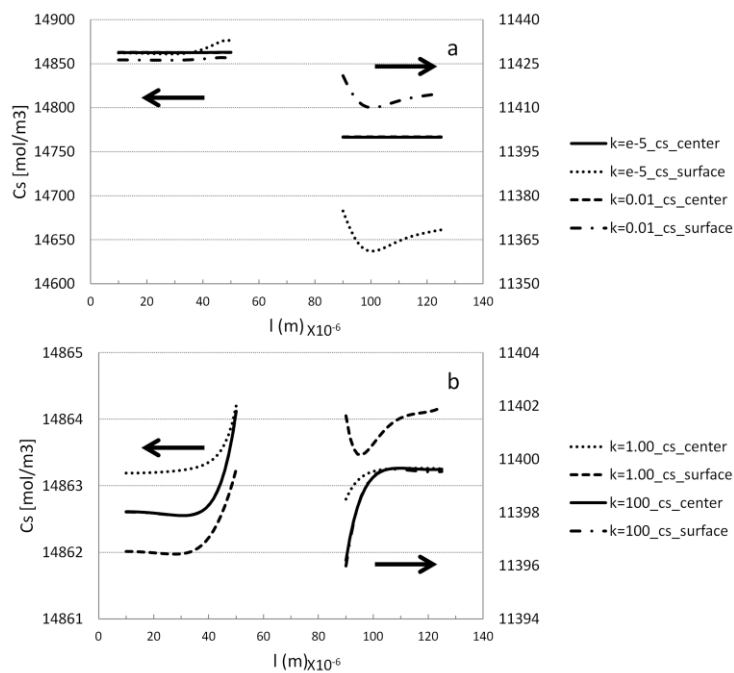 14900
14850
14800
14750
14700
14650
14600
Cs [mol/m3]
0 20 40 60 80 100 120 140
l (m) X10-6
11440
11425
11410
11395
11380
11365
11350
a
k=e-5_cs_center
k=e-5_cs_surface
k=0.01_cs_center
k=0.01_cs_surface
14865
14864
14863
14862
14861
Cs [mol/m3]
0 20 40 60 80 100 120 140
l (m) X10-6
11404
11402
11400
11398
11396
11394
b
k=1.00_cs_center
k=1.00_cs_surface
k=100_cs_center
k=100_cs_surface